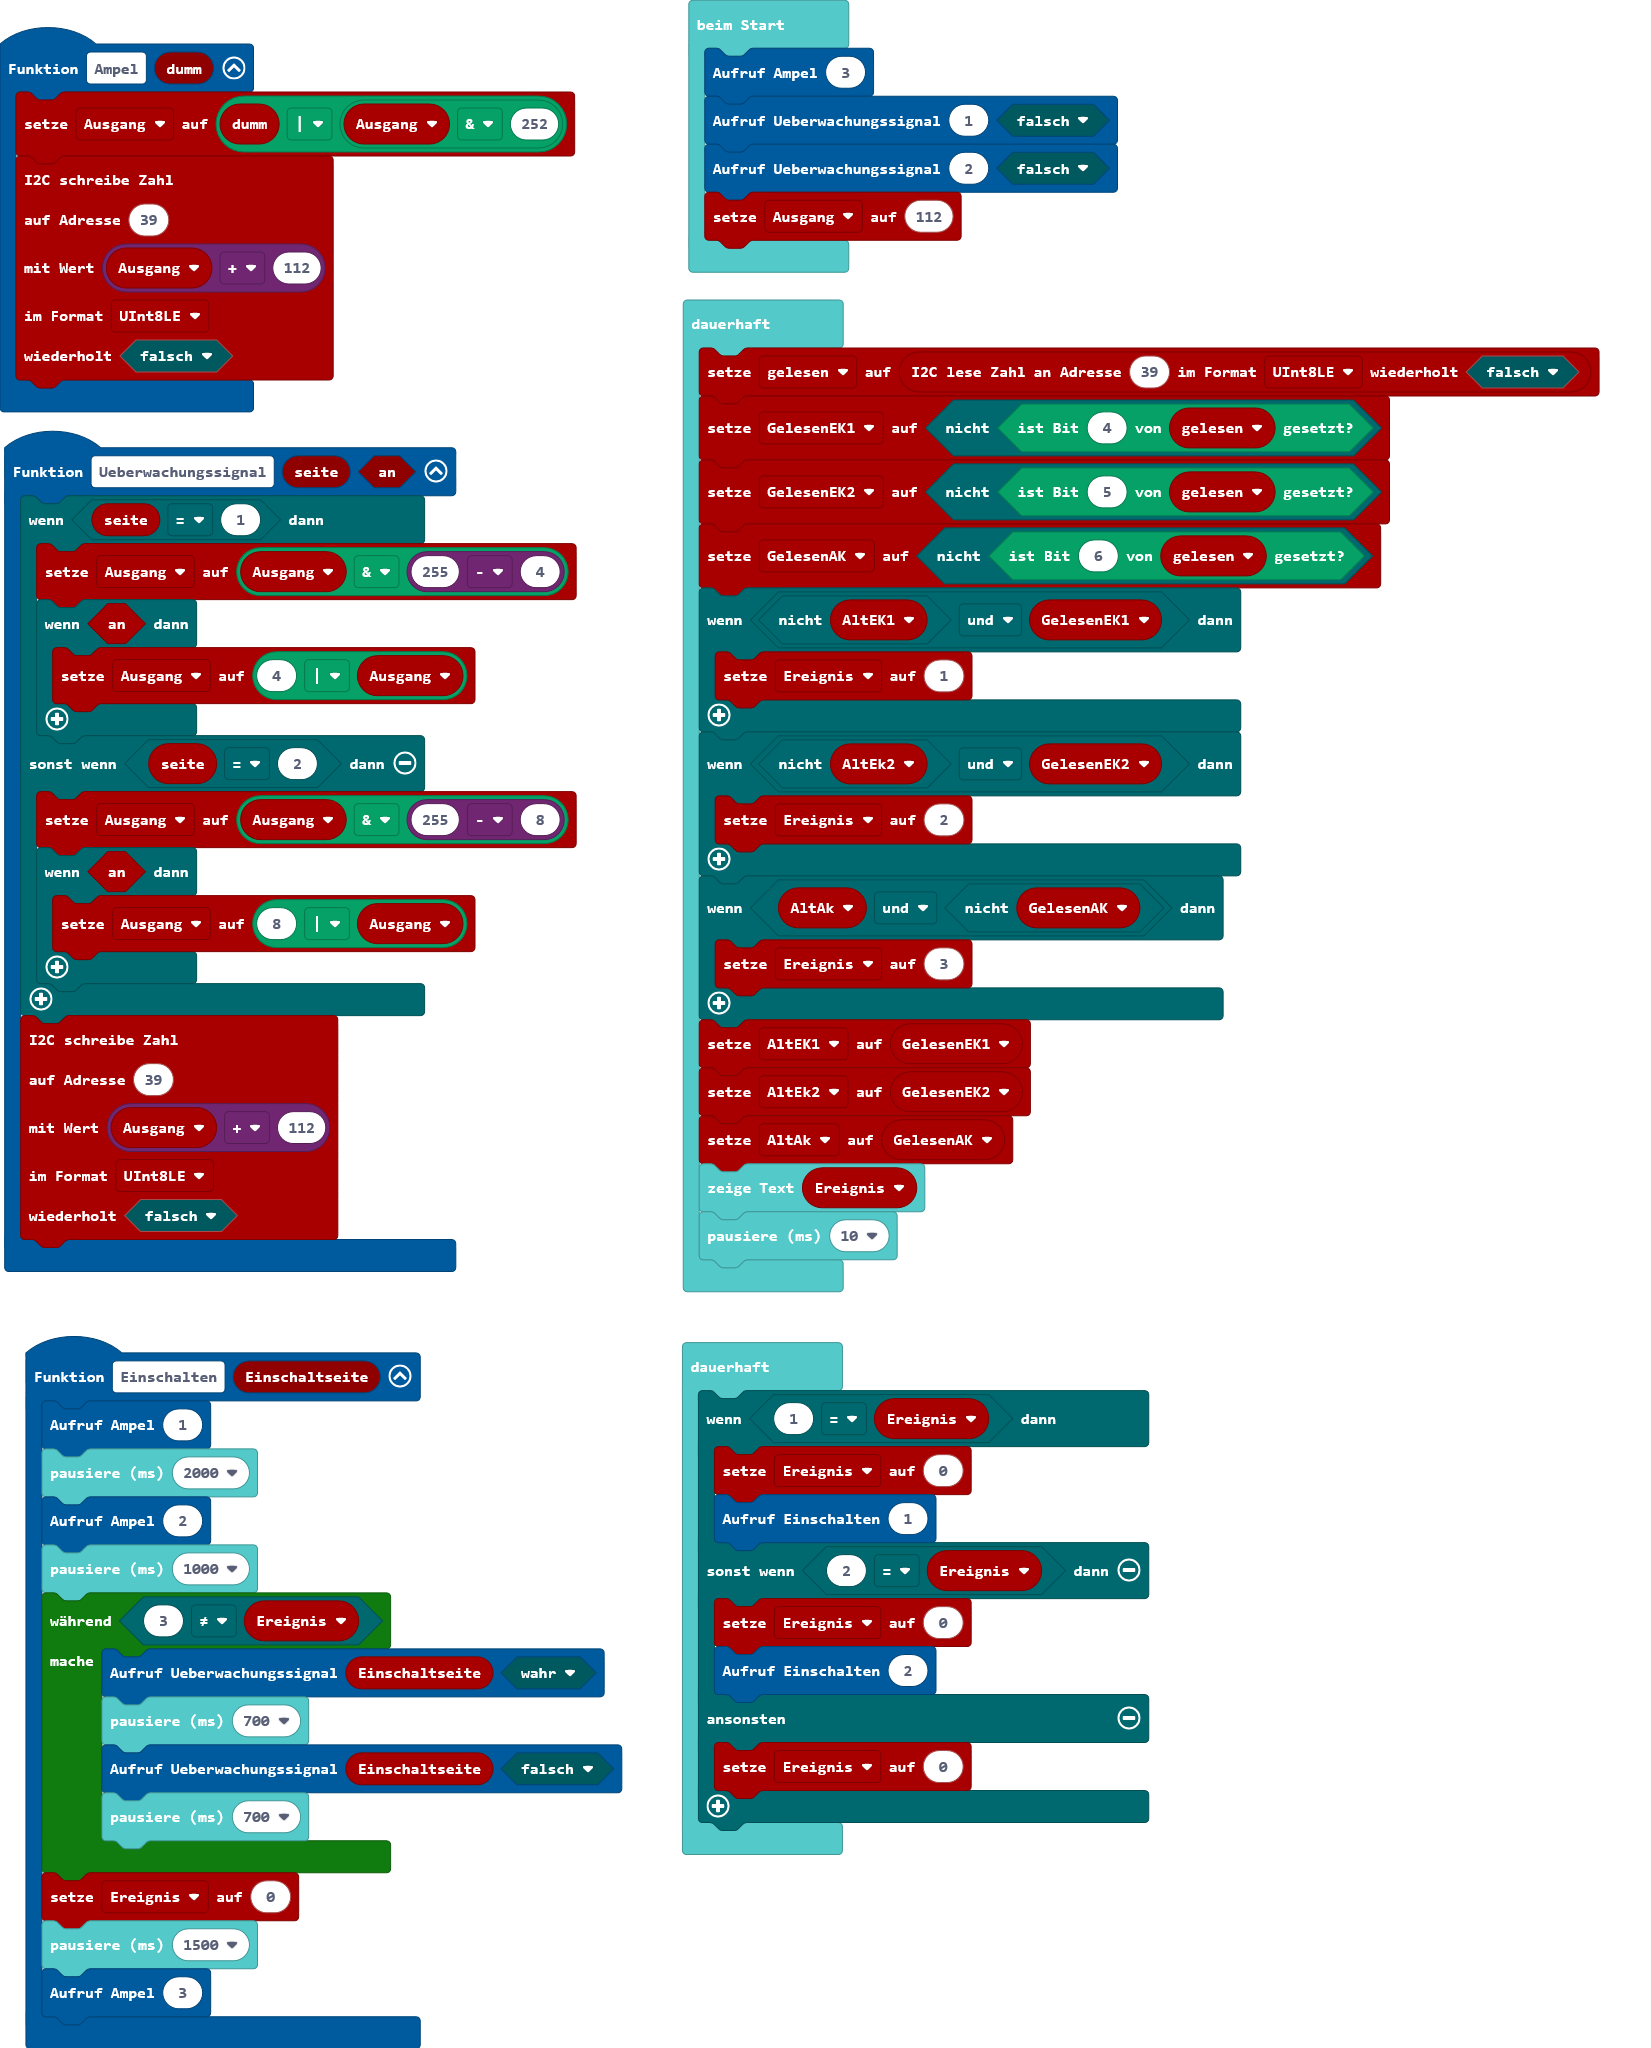 Funktion Ampel dumm
setze Ausgang auf dumm | Ausgang & 252
I2C schreibe Zahl
auf Adresse 39
mit Wert Ausgang + 112
im Format UInt8LE
wiederholt falsch
Funktion Ueberwachungssignal seite an
wenn seite = 1 dann
setze Ausgang auf Ausgang & 255 - 4
wenn an dann
setze Ausgang auf 4 | Ausgang
sonst wenn seite = 2 dann
setze Ausgang auf Ausgang & 255 - 8
wenn an dann
setze Ausgang auf 8 | Ausgang
I2C schreibe Zahl
auf Adresse 39
mit Wert Ausgang + 112
im Format UInt8LE
wiederholt falsch
Funktion Einschalten Einschaltseite
Aufruf Ampel 1
pausiere (ms) 2000
Aufruf Ampel 2
pausiere (ms) 1000
während 3 ≠ Ereignis
mache
Aufruf Ueberwachungssignal Einschaltseite wahr
pausiere (ms) 700
Aufruf Ueberwachungssignal Einschaltseite falsch
pausiere (ms) 700
setze Ereignis auf 0
pausiere (ms) 1500
Aufruf Ampel 3
beim Start
Aufruf Ampel 3
Aufruf Ueberwachungssignal 1 falsch
Aufruf Ueberwachungssignal 2 falsch
setze Ausgang auf 112
dauerhaft
setze gelesen auf I2C lese Zahl an Adresse 39 im Format UInt8LE wiederholt falsch
setze GelesenEK1 auf nicht ist Bit 4 von gelesen gesetzt?
setze GelesenEK2 auf nicht ist Bit 5 von gelesen gesetzt?
setze GelesenAK auf nicht ist Bit 6 von gelesen gesetzt?
wenn nicht AltEK1 und GelesenEK1 dann
setze Ereignis auf 1
wenn nicht AltEk2 und GelesenEK2 dann
setze Ereignis auf 2
wenn AltAk und nicht GelesenAK dann
setze Ereignis auf 3
setze AltEK1 auf GelesenEK1
setze AltEk2 auf GelesenEK2
setze AltAk auf GelesenAK
zeige Text Ereignis
pausiere (ms) 10
dauerhaft
wenn 1 = Ereignis dann
setze Ereignis auf 0
Aufruf Einschalten 1
sonst wenn 2 = Ereignis dann
setze Ereignis auf 0
Aufruf Einschalten 2
ansonsten
setze Ereignis auf 0